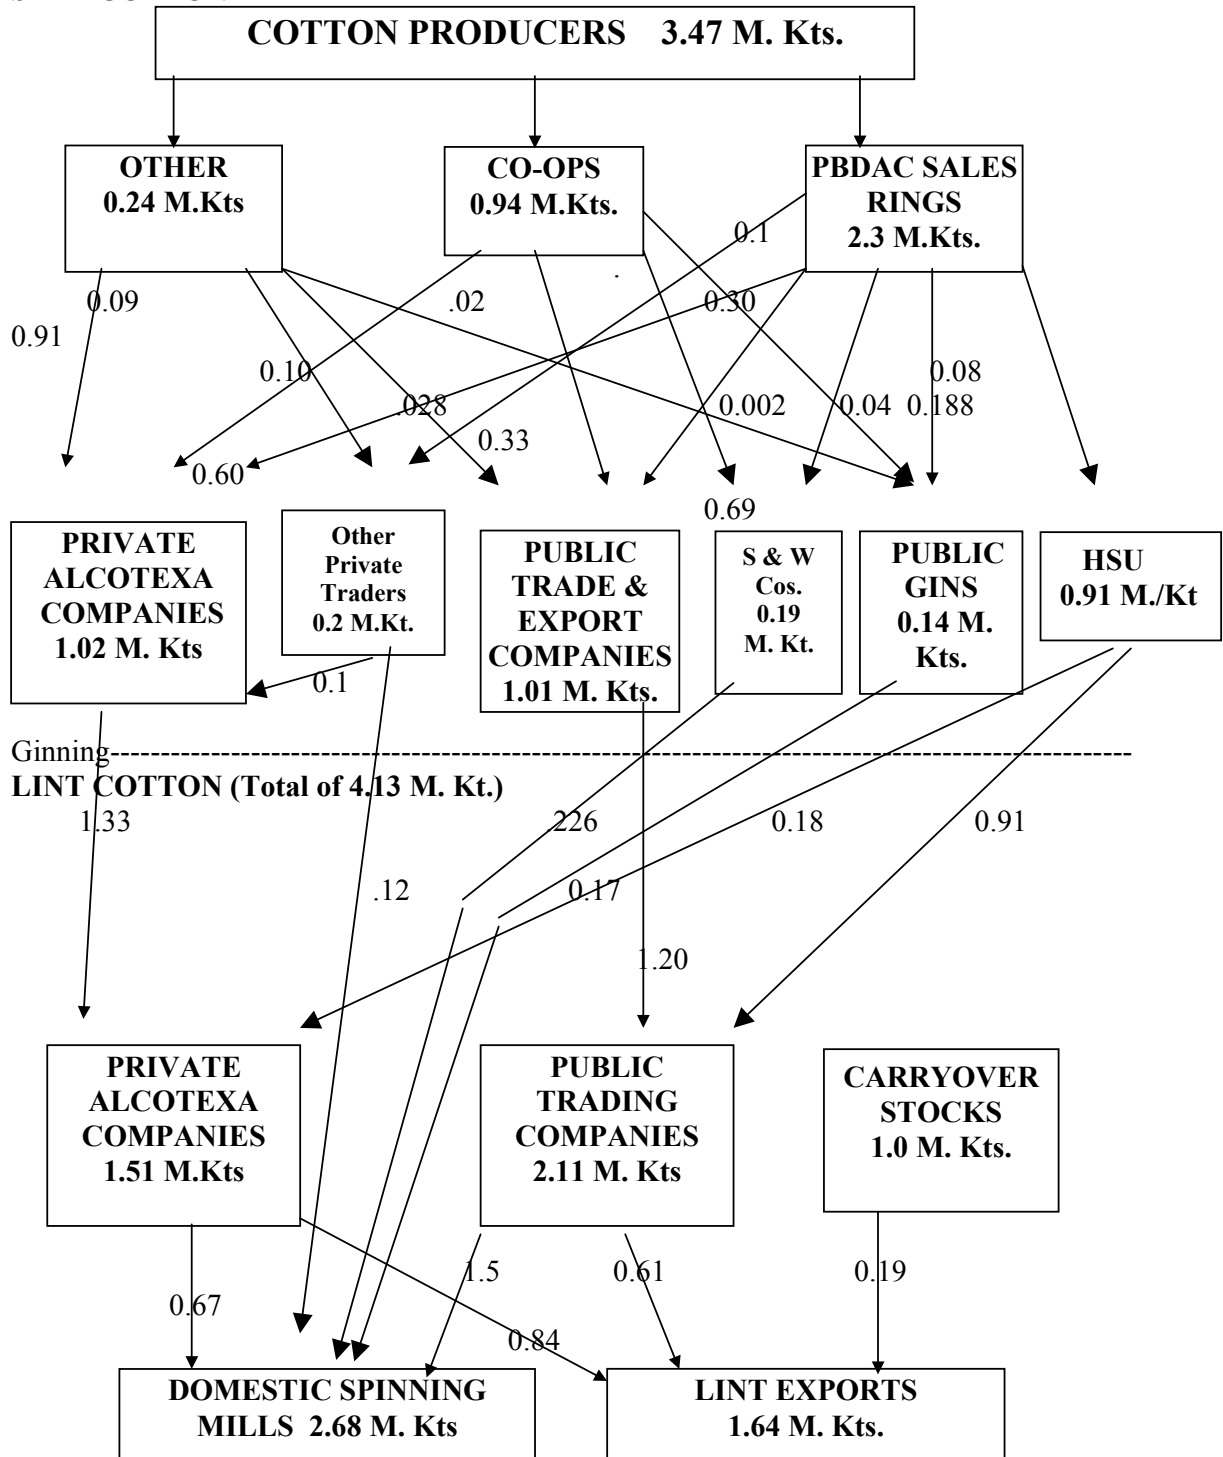 COTTON PRODUCERS 3.47 M. Kts.
OTHER
0.24 M.Kts
CO-OPS
0.94 M.Kts.
PBDAC SALES
RINGS
2.3 M.Kts.
0.1
.
0.09
.02
0.30
0.91
0.10
0.08
.028
0.002
0.04
0.188
0.33
0.60
0.69
PRIVATE
ALCOTEXA
COMPANIES
1.02 M. Kts
Other
Private
Traders
0.2 M.Kt.
PUBLIC
TRADE &
EXPORT
COMPANIES
1.01 M. Kts.
S & W
Cos.
0.19
M. Kt.
PUBLIC
GINS
0.14 M.
Kts.
HSU
0.91 M./Kt
0.1
Ginning
LINT COTTON (Total of 4.13 M. Kt.)
1.33
.226
0.18
0.91
.12
0.17
1.20
PRIVATE
ALCOTEXA
COMPANIES
1.51 M.Kts
PUBLIC
TRADING
COMPANIES
2.11 M. Kts
CARRYOVER
STOCKS
1.0 M. Kts.
1.5
0.61
0.19
0.67
0.84
DOMESTIC SPINNING
MILLS 2.68 M. Kts
LINT EXPORTS
1.64 M. Kts.